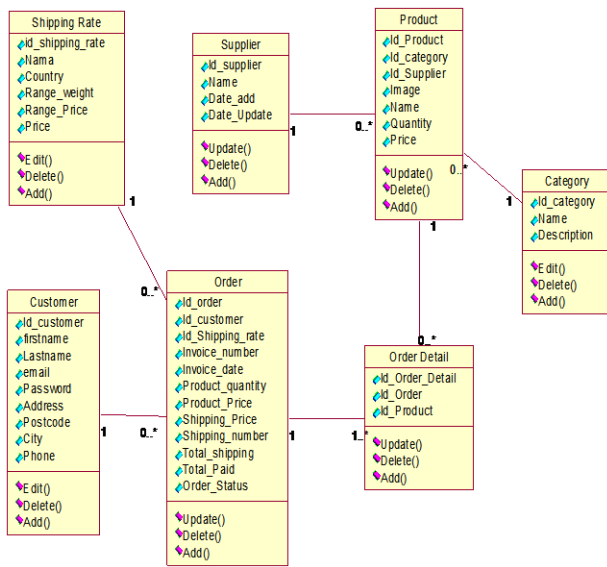 Shipping Rate
id_shipping_rate
Nama
Country
Range_weight
Range_Price
Price
Edit()
Delete()
Add()
1
0..*
Supplier
Id_supplier
Name
Date_add
Date_Update
Update()
Delete()
Add()
1
0..*
Product
Id_Product
Id_category
Id_Supplier
Image
Name
Quantity
Price
Update()
Delete()
Add()
0..*
1
1
0..*
Category
Id_category
Name
Description
Edit()
Delete()
Add()
Customer
Id_customer
firstname
Lastname
email
Password
Address
Postcode
City
Phone
Edit()
Delete()
Add()
1
0..*
Order
Id_order
Id_customer
Id_Shipping_rate
Invoice_number
Invoice_date
Product_quantity
Product_Price
Shipping_Price
Shipping_number
Total_shipping
Total_Paid
Order_Status
Update()
Delete()
Add()
1
1..*
Order Detail
Id_Order_Detail
Id_Order
Id_Product
Update()
Delete()
Add()